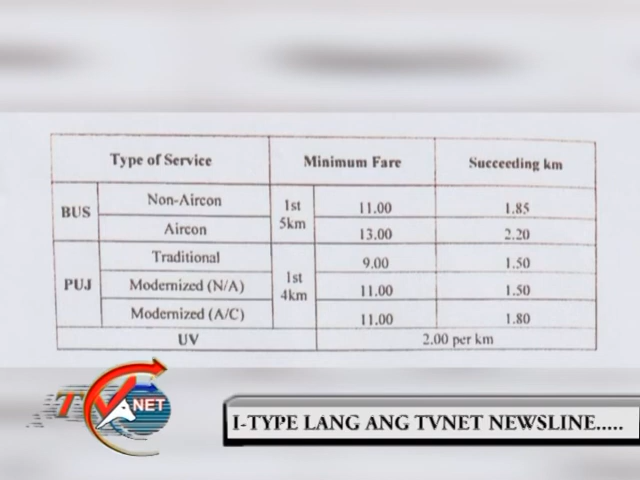 Type of Service Minimum Fare Succeeding km
BUS Non-Aircon 1st 5km 11.00 1.85
Aircon 13.00 2.20
PUJ Traditional 1st 4km 9.00 1.50
Modernized (N/A) 11.00 1.50
Modernized (A/C) 11.00 1.80
UV 2.00 per km
TV NET
I-TYPE LANG ANG TVNET NEWSLINE.....